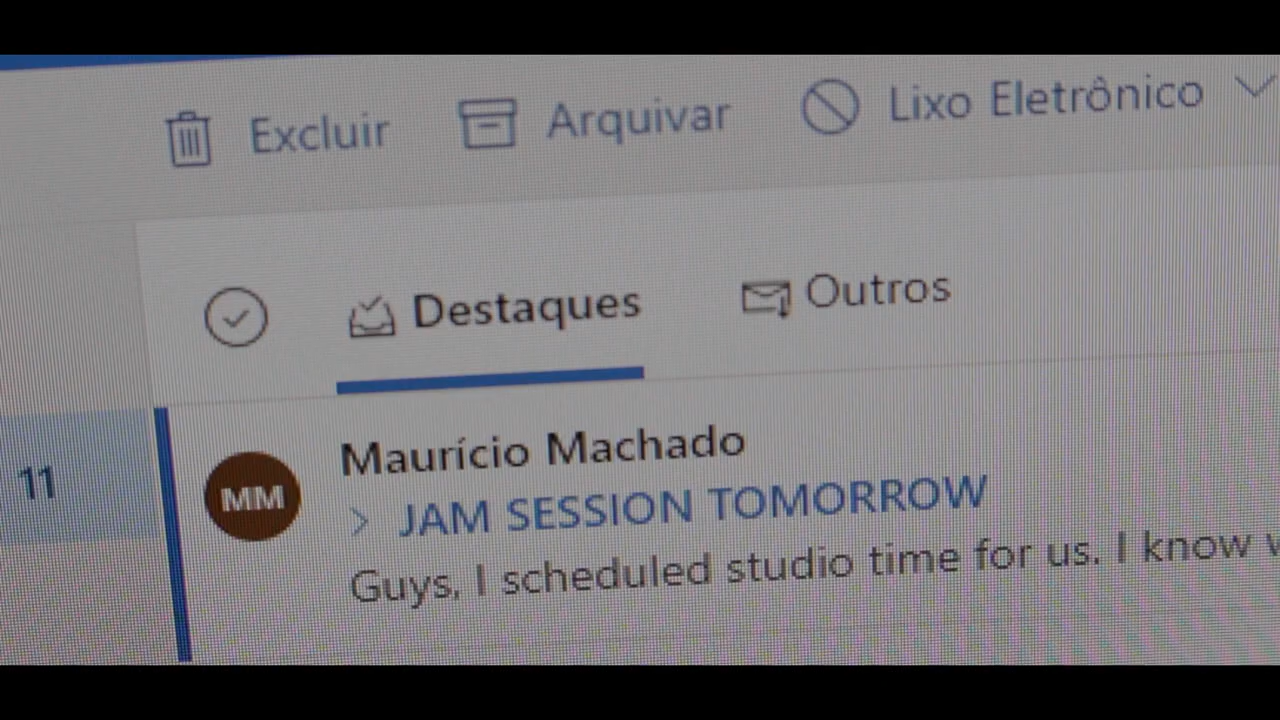 Excluir Arquivar Lixo Eletrônico
Destaques Outros
11
Maurício Machado
MM
> JAM SESSION TOMORROW
Guys, I scheduled studio time for us. I know